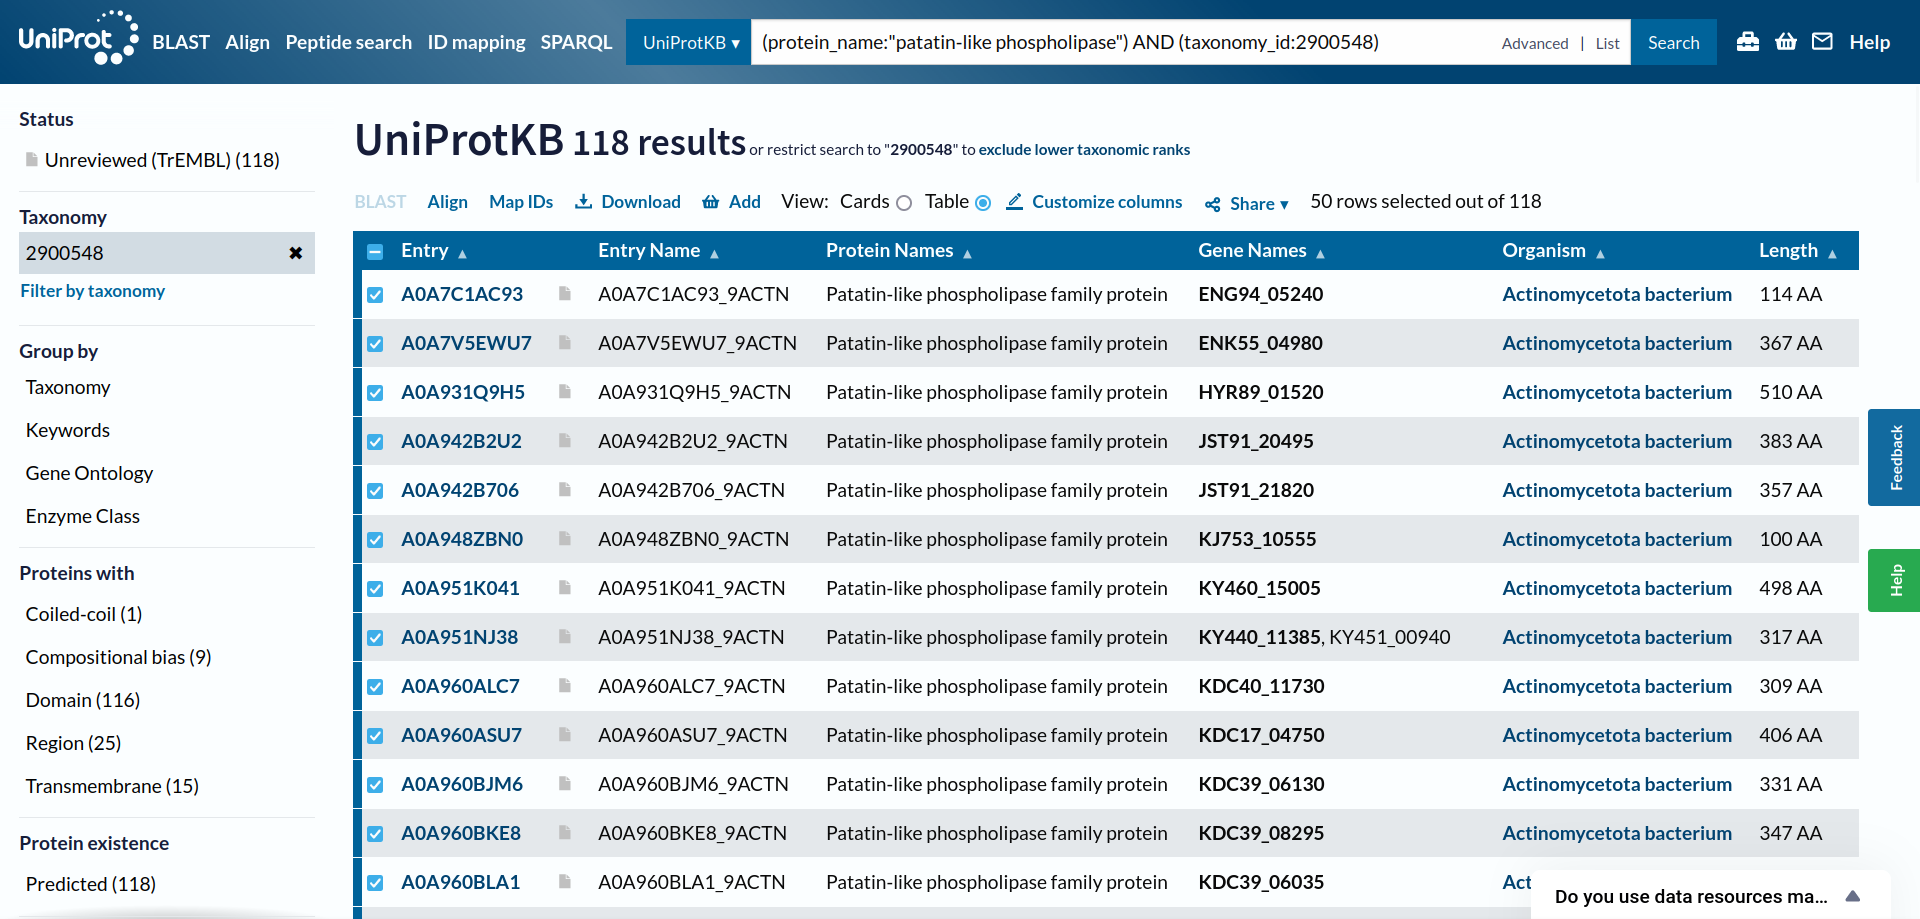 UniProt BLAST Align Peptide search ID mapping SPARQL UniProtKB ▾ (protein_name:"patatin-like phospholipase") AND (taxonomy_id:2900548) Advanced | List Search Help
Status
Unreviewed (TrEMBL) (118)
Taxonomy
2900548 ✖
Filter by taxonomy
Group by
Taxonomy
Keywords
Gene Ontology
Enzyme Class
Proteins with
Coiled-coil (1)
Compositional bias (9)
Domain (116)
Region (25)
Transmembrane (15)
Protein existence
Predicted (118)
UniProtKB 118 results or restrict search to "2900548" to exclude lower taxonomic ranks
BLAST Align Map IDs Download Add View: Cards Table Customize columns Share ▾ 50 rows selected out of 118
Entry ▲ Entry Name ▲ Protein Names ▲ Gene Names ▲ Organism ▲ Length ▲
A0A7C1AC93 A0A7C1AC93_9ACTN Patatin-like phospholipase family protein ENG94_05240 Actinomycetota bacterium 114 AA
A0A7V5EWU7 A0A7V5EWU7_9ACTN Patatin-like phospholipase family protein ENK55_04980 Actinomycetota bacterium 367 AA
A0A931Q9H5 A0A931Q9H5_9ACTN Patatin-like phospholipase family protein HYR89_01520 Actinomycetota bacterium 510 AA
A0A942B2U2 A0A942B2U2_9ACTN Patatin-like phospholipase family protein JST91_20495 Actinomycetota bacterium 383 AA
A0A942B706 A0A942B706_9ACTN Patatin-like phospholipase family protein JST91_21820 Actinomycetota bacterium 357 AA
A0A948ZBN0 A0A948ZBN0_9ACTN Patatin-like phospholipase family protein KJ753_10555 Actinomycetota bacterium 100 AA
A0A951K041 A0A951K041_9ACTN Patatin-like phospholipase family protein KY460_15005 Actinomycetota bacterium 498 AA
A0A951NJ38 A0A951NJ38_9ACTN Patatin-like phospholipase family protein KY440_11385, KY451_00940 Actinomycetota bacterium 317 AA
A0A960ALC7 A0A960ALC7_9ACTN Patatin-like phospholipase family protein KDC40_11730 Actinomycetota bacterium 309 AA
A0A960ASU7 A0A960ASU7_9ACTN Patatin-like phospholipase family protein KDC17_04750 Actinomycetota bacterium 406 AA
A0A960BJM6 A0A960BJM6_9ACTN Patatin-like phospholipase family protein KDC39_06130 Actinomycetota bacterium 331 AA
A0A960BKE8 A0A960BKE8_9ACTN Patatin-like phospholipase family protein KDC39_08295 Actinomycetota bacterium 347 AA
A0A960BLA1 A0A960BLA1_9ACTN Patatin-like phospholipase family protein KDC39_06035 Act
Feedback
Help
Do you use data resources ma...